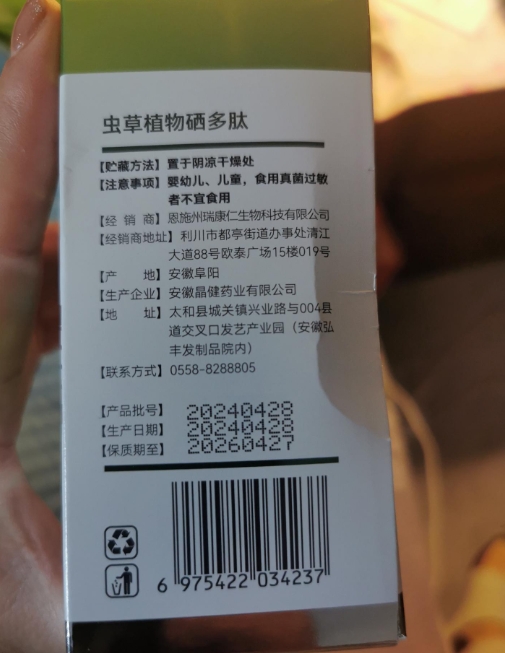 虫草植物硒多肽
【贮藏方法】置于阴凉干燥处
【注意事项】婴幼儿、儿童，食用真菌过敏
者不宜食用
【经 销 商】恩施州瑞康仁生物科技有限公司
【经销商地址】利川市都亭街道办事处清江
大道88号欧泰广场15楼019号
【产 地】安徽阜阳
【生产企业】安徽晶健药业有限公司
【地 址】太和县城关镇兴业路与004县
道交叉口发艺产业园（安徽弘
丰发制品院内）
【联系方式】0558-8288805
【产品批号】20240428
【生产日期】20240428
【保质期至】20260427
6 975422 034237